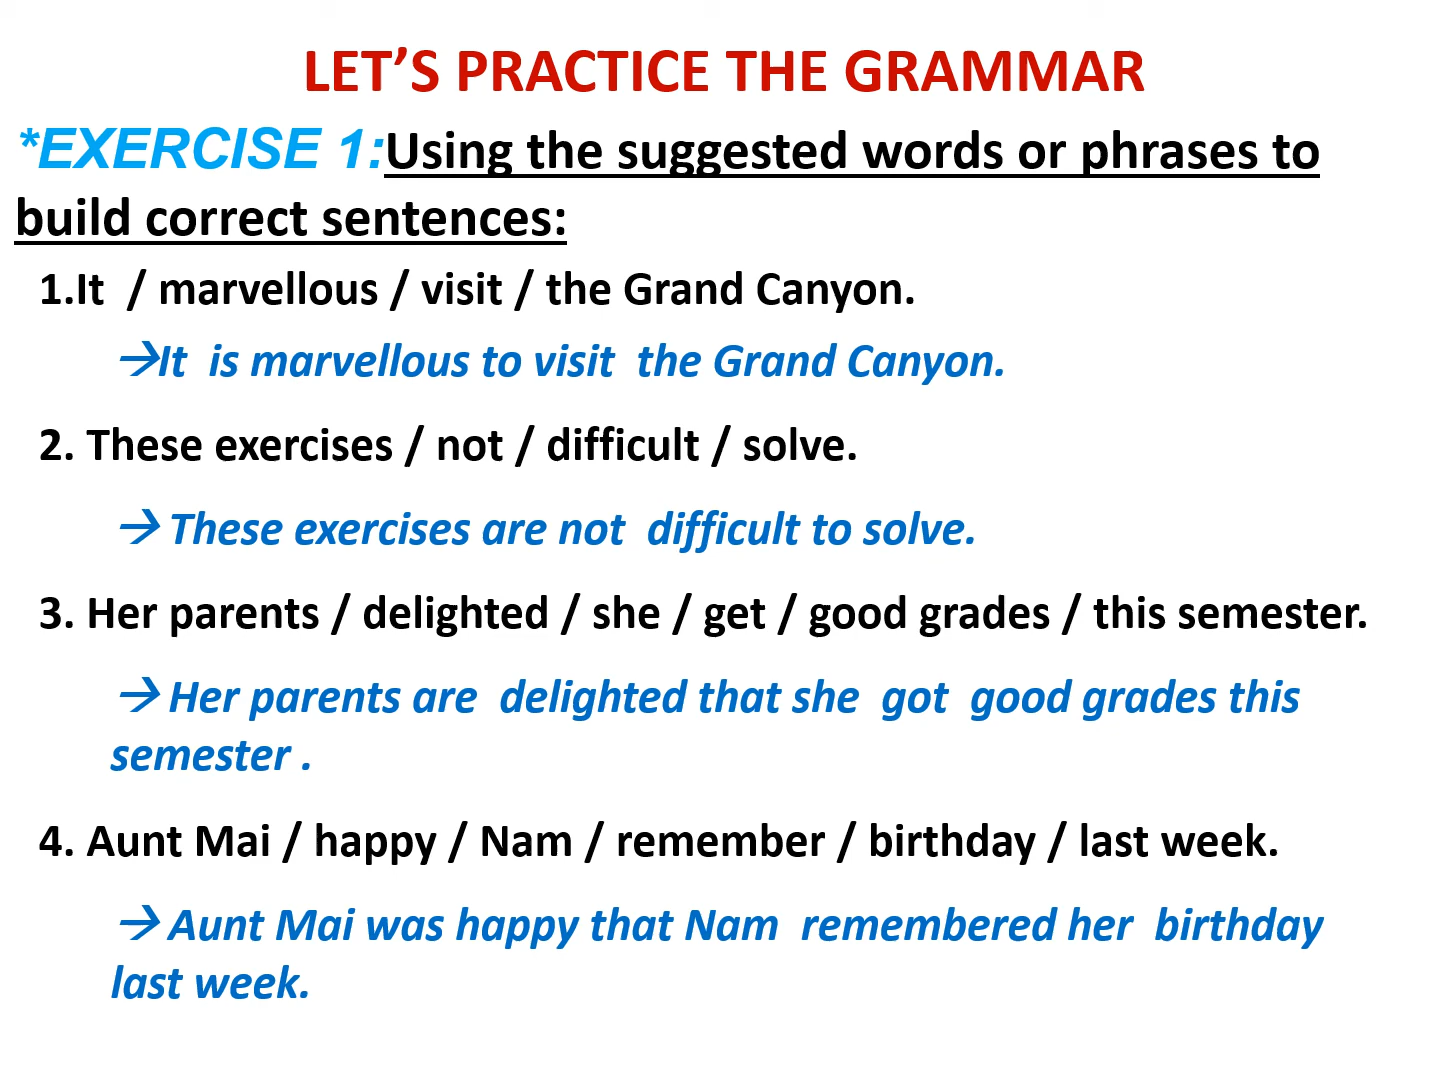 LET’S PRACTICE THE GRAMMAR
*EXERCISE 1:Using the suggested words or phrases to
build correct sentences:
1.It / marvellous / visit / the Grand Canyon.
→It is marvellous to visit the Grand Canyon.
2. These exercises / not / difficult / solve.
→ These exercises are not difficult to solve.
3. Her parents / delighted / she / get / good grades / this semester.
→ Her parents are delighted that she got good grades this
semester .
4. Aunt Mai / happy / Nam / remember / birthday / last week.
→ Aunt Mai was happy that Nam remembered her birthday
last week.